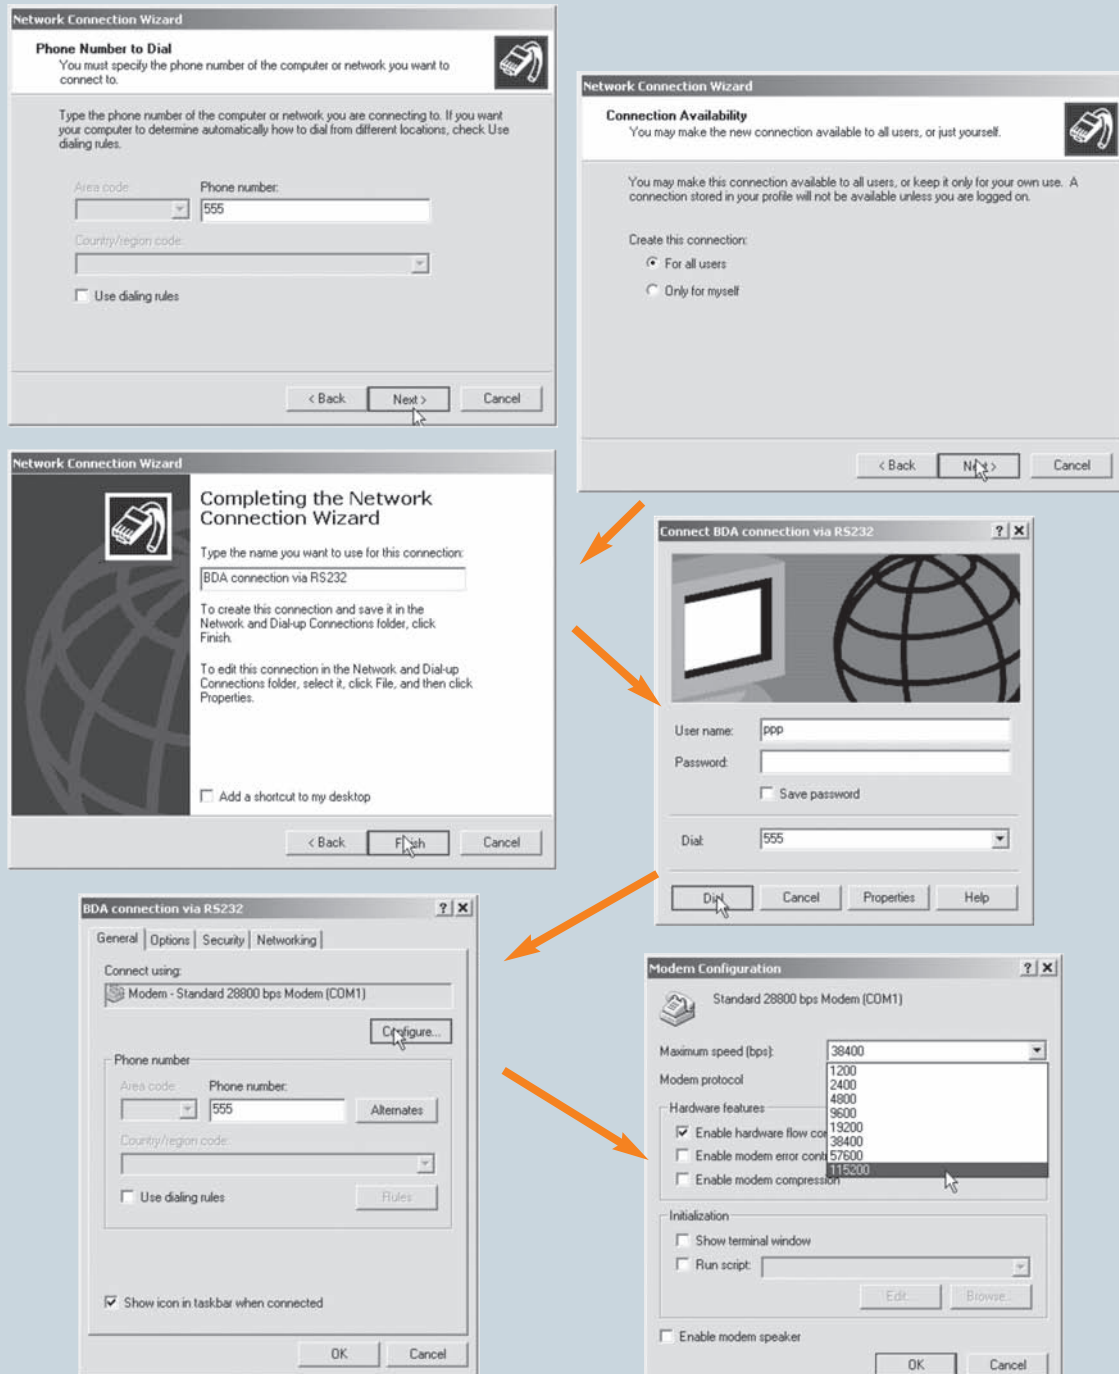 Network Connection Wizard
Phone Number to Dial
You must specify the phone number of the computer or network you want to
connect to.
Type the phone number of the computer or network you are connecting to. If you want
your computer to determine automatically how to dial from different locations, check Use
dialing rules.
Area code:
Phone number:
555
Country/region code:
Use dialing rules
< Back
Next >
Cancel
Network Connection Wizard
Connection Availability
You may make the new connection available to all users, or just yourself.
You may make this connection available to all users, or keep it only for your own use. A
connection stored in your profile will not be available unless you are logged on.
Create this connection:
For all users
Only for myself
< Back
Next >
Cancel
Network Connection Wizard
Completing the Network
Connection Wizard
Type the name you want to use for this connection:
BDA connection via RS232
To create this connection and save it in the
Network and Dial-up Connections folder, click
Finish.
To edit this connection in the Network and Dial-up
Connections folder, select it, click File, and then click
Properties.
Add a shortcut to my desktop
< Back
Finish
Cancel
Connect BDA connection via RS232
User name:
ppp
Password:
Save password
Dial:
555
Dial
Cancel
Properties
Help
BDA connection via RS232
General
Options
Security
Networking
Connect using:
Modem - Standard 28800 bps Modem (COM1)
Configure...
Phone number
Area code:
Phone number:
555
Alternates
Country/region code:
Use dialing rules
Rules
Show icon in taskbar when connected
OK
Cancel
Modem Configuration
Standard 28800 bps Modem (COM1)
Maximum speed (bps):
38400
1200
2400
4800
9600
19200
38400
57600
115200
Modem protocol
Hardware features
Enable hardware flow con
Enable modem error contr
Enable modem compression
Initialization
Show terminal window
Run script:
Edit...
Browse...
Enable modem speaker
OK
Cancel